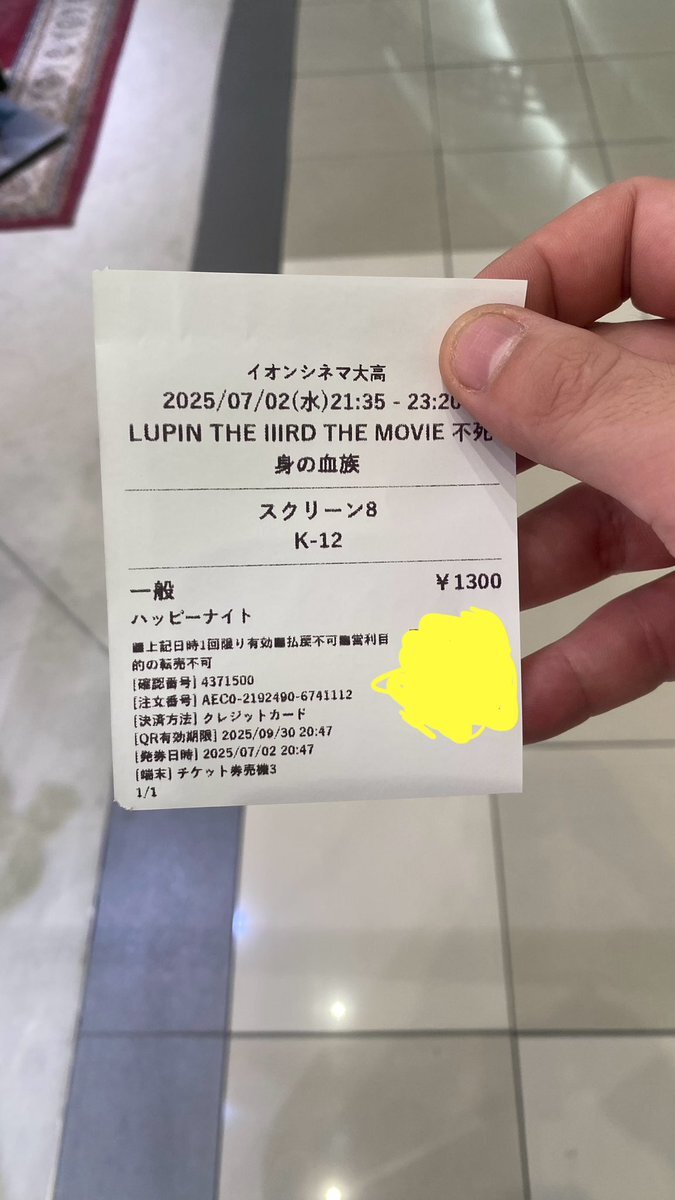 イオンシネマ大高
2025/07/02(水)21:35 - 23:20
LUPIN THE IIIRD THE MOVIE 不死
身の血族
スクリーン8
K-12
一般 ¥1300
ハッピーナイト
■上記日時1回限り有効■払戻不可■営利目
的の転売不可
[確認番号] 4371500
[注文番号] AEC0-2192490-6741112
[決済方法] クレジットカード
[QR有効期限] 2025/09/30 20:47
[発券日時] 2025/07/02 20:47
[端末] チケット券売機3
1/1